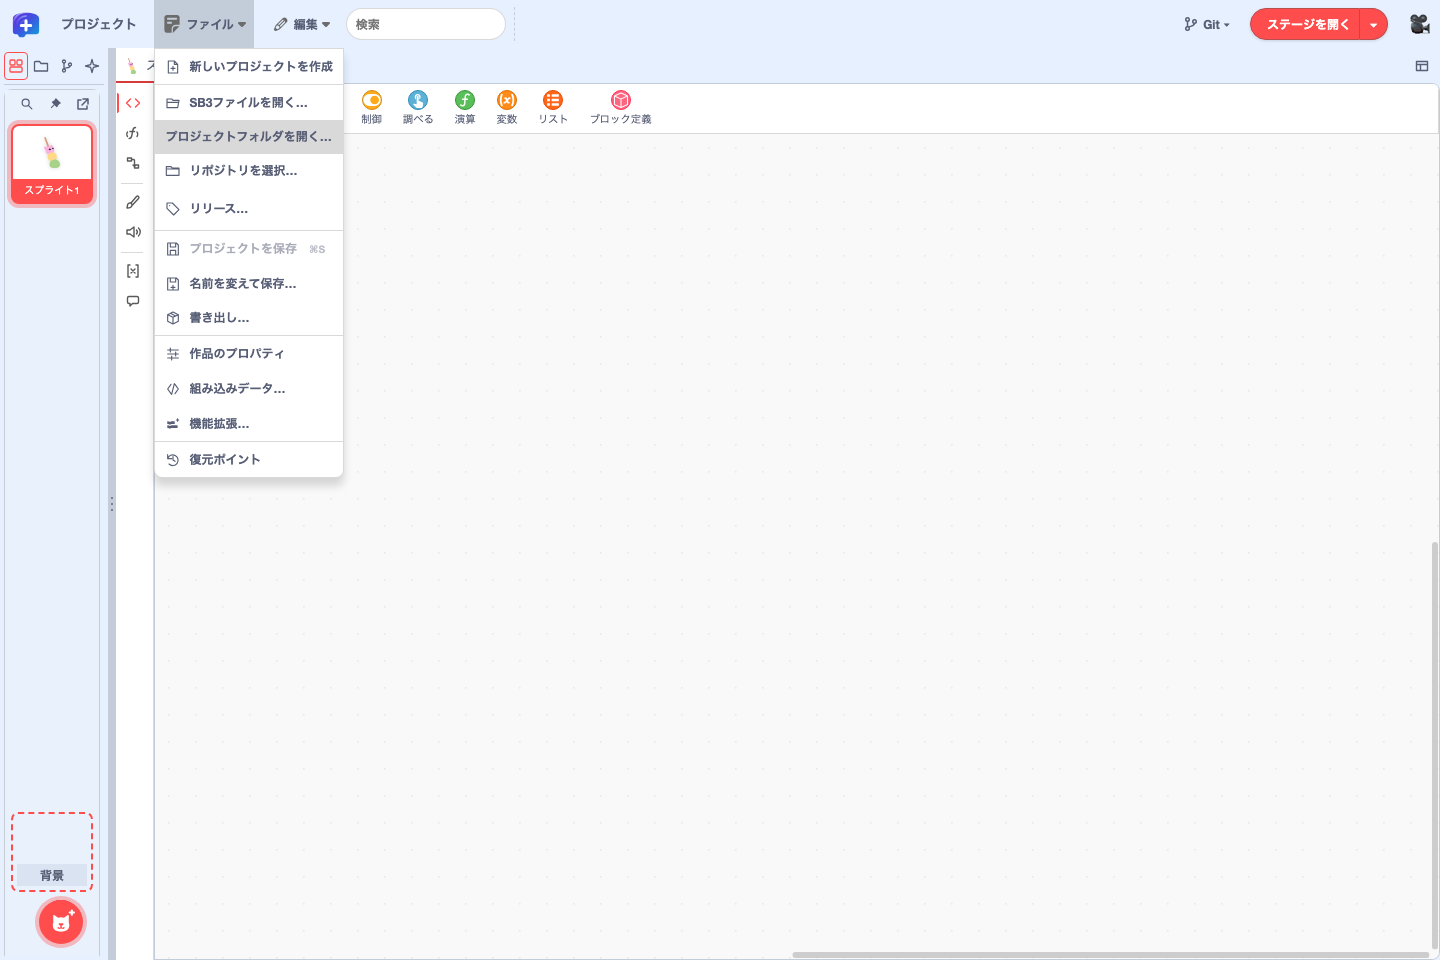 プロジェクト
ファイル
編集
検索
Git
ステージを開く
ス
新しいプロジェクトを作成
SB3ファイルを開く...
プロジェクトフォルダを開く...
リポジトリを選択...
リリース...
プロジェクトを保存 ⌘S
名前を変えて保存...
書き出し...
作品のプロパティ
組み込みデータ...
機能拡張...
復元ポイント
制御
調べる
演算
変数
リスト
ブロック定義
スプライト1
背景